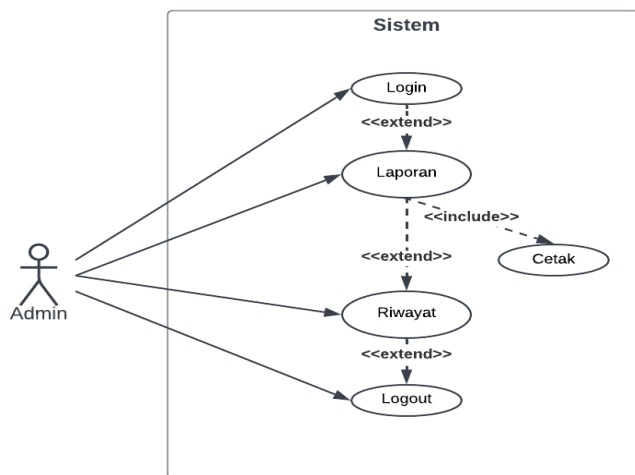 Sistem
Login
<<extend>>
Laporan
<<include>>
Cetak
<<extend>>
Admin
Riwayat
<<extend>>
Logout